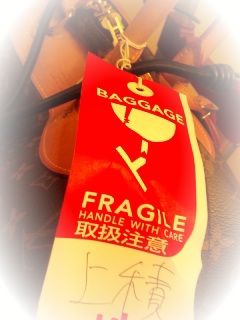 BAGGAGE
FRAGILE
HANDLE WITH CARE
取扱注意
上積